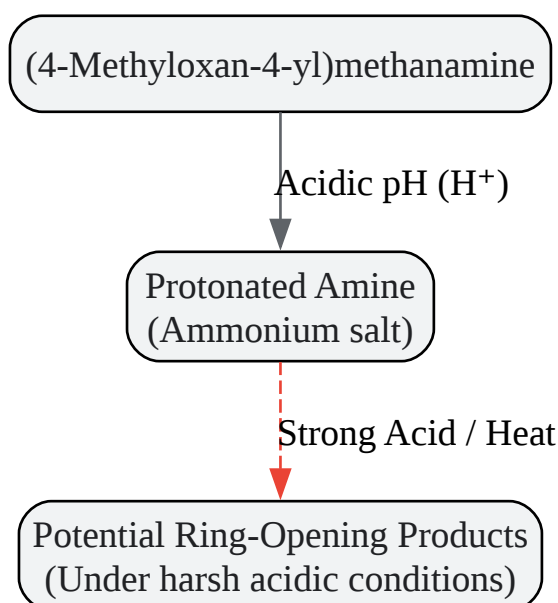 (4-Methyloxan-4-yl)methanamine
Acidic pH (H⁺)
Protonated Amine
(Ammonium salt)
Strong Acid / Heat
Potential Ring-Opening Products
(Under harsh acidic conditions)